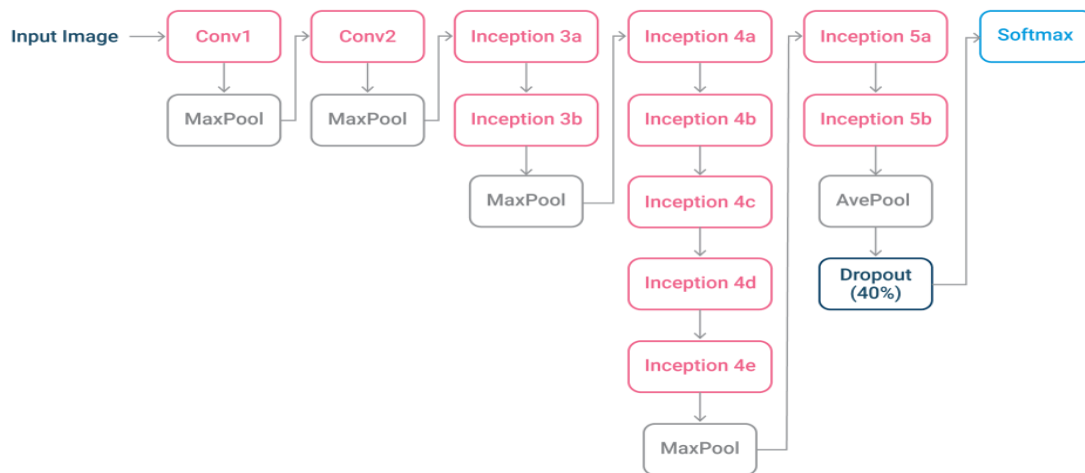 Input Image
Conv1
MaxPool
Conv2
MaxPool
Inception 3a
Inception 3b
MaxPool
Inception 4a
Inception 4b
Inception 4c
Inception 4d
Inception 4e
MaxPool
Inception 5a
Inception 5b
AvePool
Dropout
(40%)
Softmax